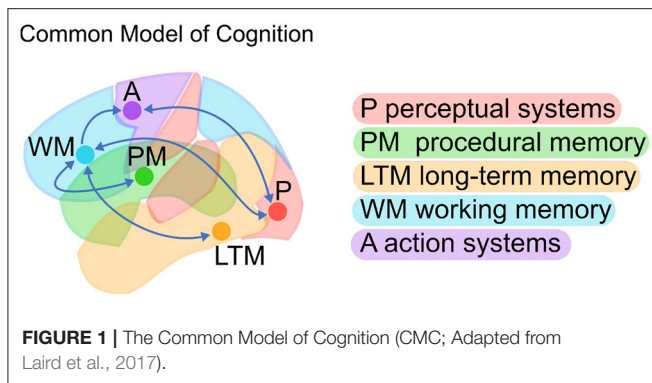 Common Model of Cognition
A
WM
PM
P
LTM
P perceptual systems
PM procedural memory
LTM long-term memory
WM working memory
A action systems
FIGURE 1 | The Common Model of Cognition (CMC; Adapted from
Laird et al., 2017).